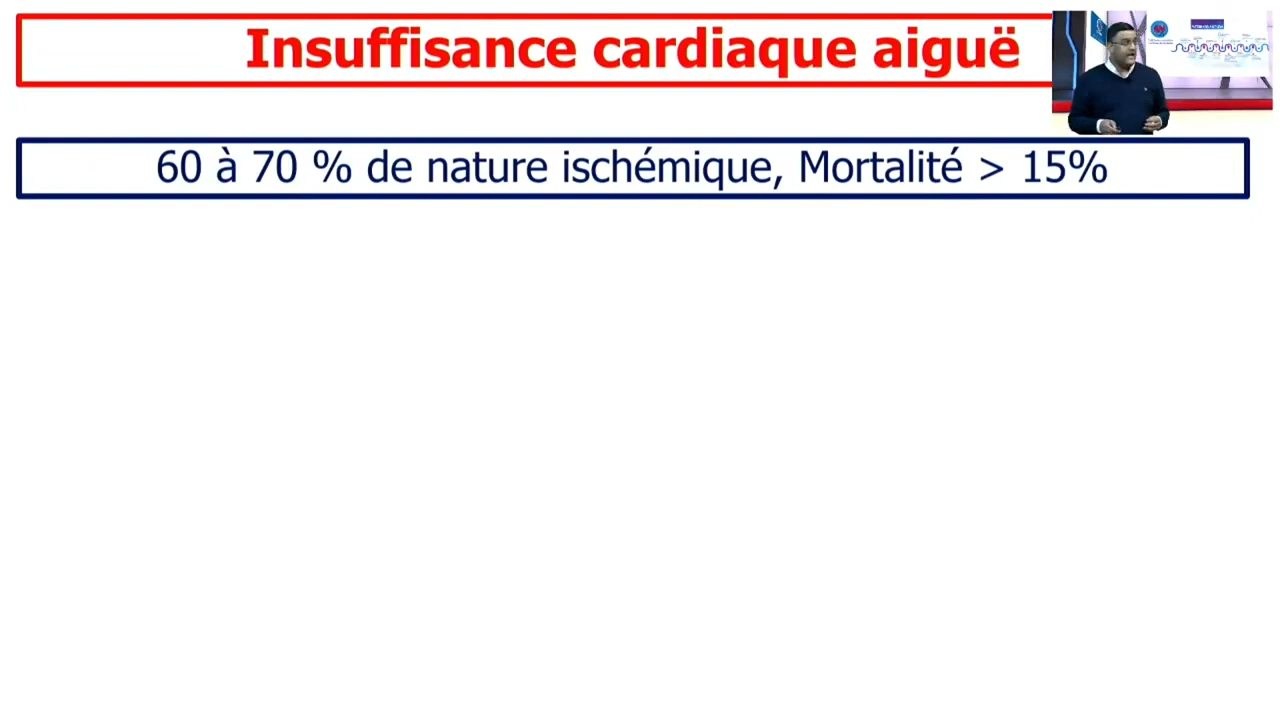 Insuffisance cardiaque aiguë
60 à 70 % de nature ischémique, Mortalité > 15%